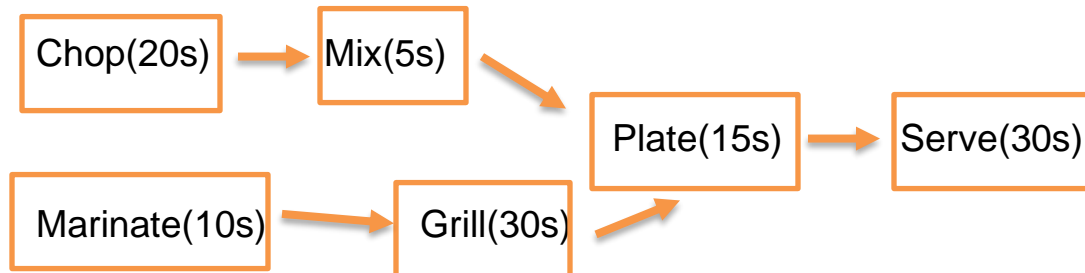 Chop(20s)
Mix(5s)
Plate(15s)
Serve(30s)
Marinate(10s)
Grill(30s)